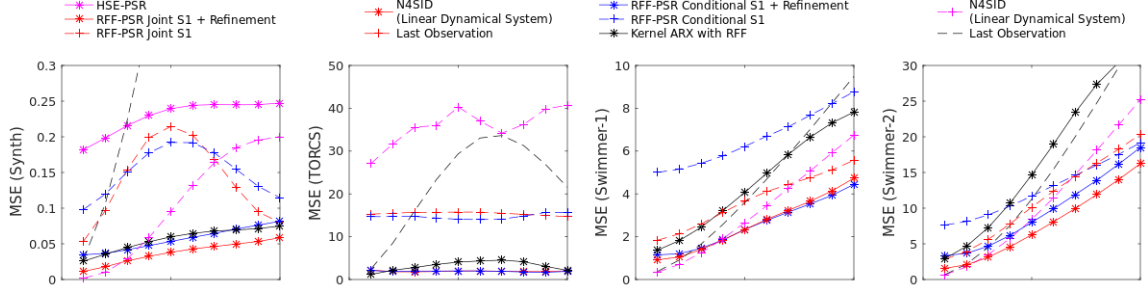 HSE-PSR
RFF-PSR Joint S1 + Refinement
RFF-PSR Joint S1
N4SID
(Linear Dynamical System)
Last Observation
RFF-PSR Conditional S1 + Refinement
RFF-PSR Conditional S1
Kernel ARX with RFF
N4SID
(Linear Dynamical System)
Last Observation
MSE (Synth)
0.3
0.25
0.2
0.15
0.1
0.05
0
MSE (TORCS)
50
40
30
20
10
0
MSE (Swimmer-1)
10
8
6
4
2
0
MSE (Swimmer-2)
30
25
20
15
10
5
0